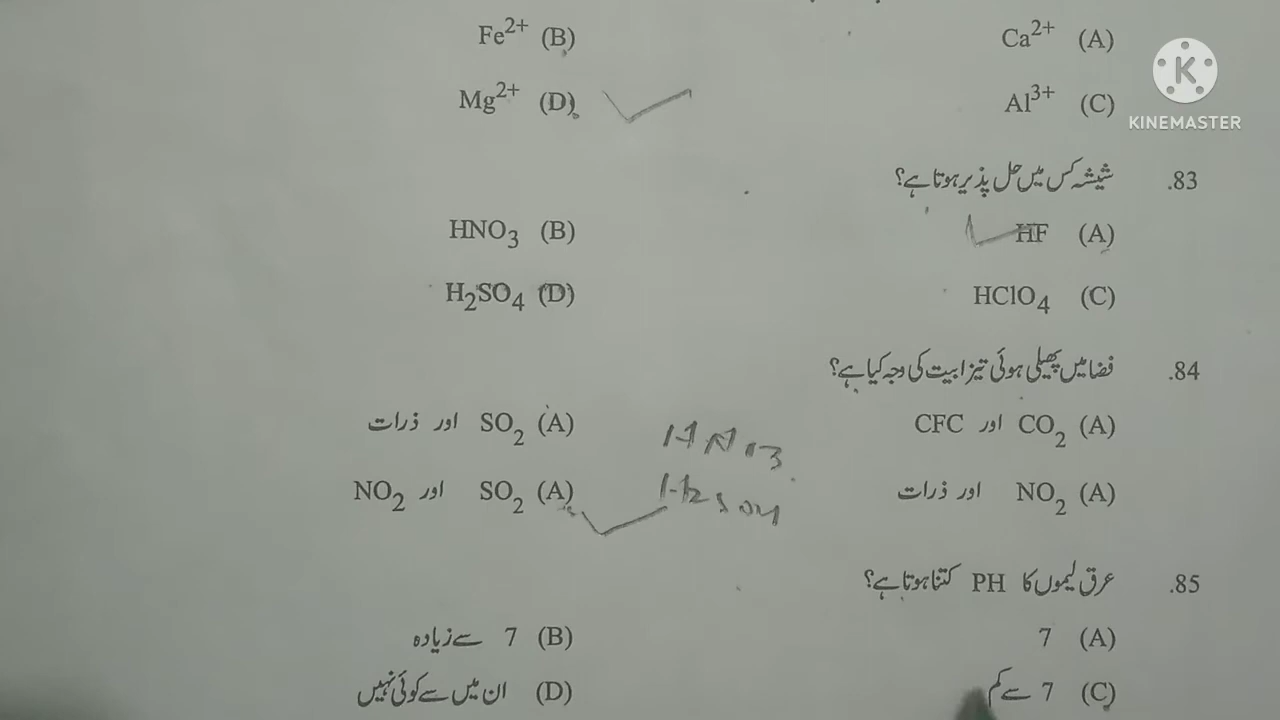 Ca²⁺ (A) Fe²⁺ (B)
Al³⁺ (C) Mg²⁺ (D)
KINEMASTER
.83 شیشہ کس میں حل پذیر ہوتا ہے؟
HF (A) HNO₃ (B)
HClO₄ (C) H₂SO₄ (D)
.84 فضا میں پھیلی ہوئی تیزابیت کی وجہ کیا ہے؟
(A) CO₂ اور CFC (A) SO₂ اور ذرات
HNO3
(A) NO₂ اور ذرات (A) SO₂ اور NO₂
H2SO4
.85 عرق لیموں کا PH کتنا ہوتا ہے؟
(A) 7 (B) 7 سے زیادہ
(C) 7 سے کم (D) ان میں سے کوئی نہیں